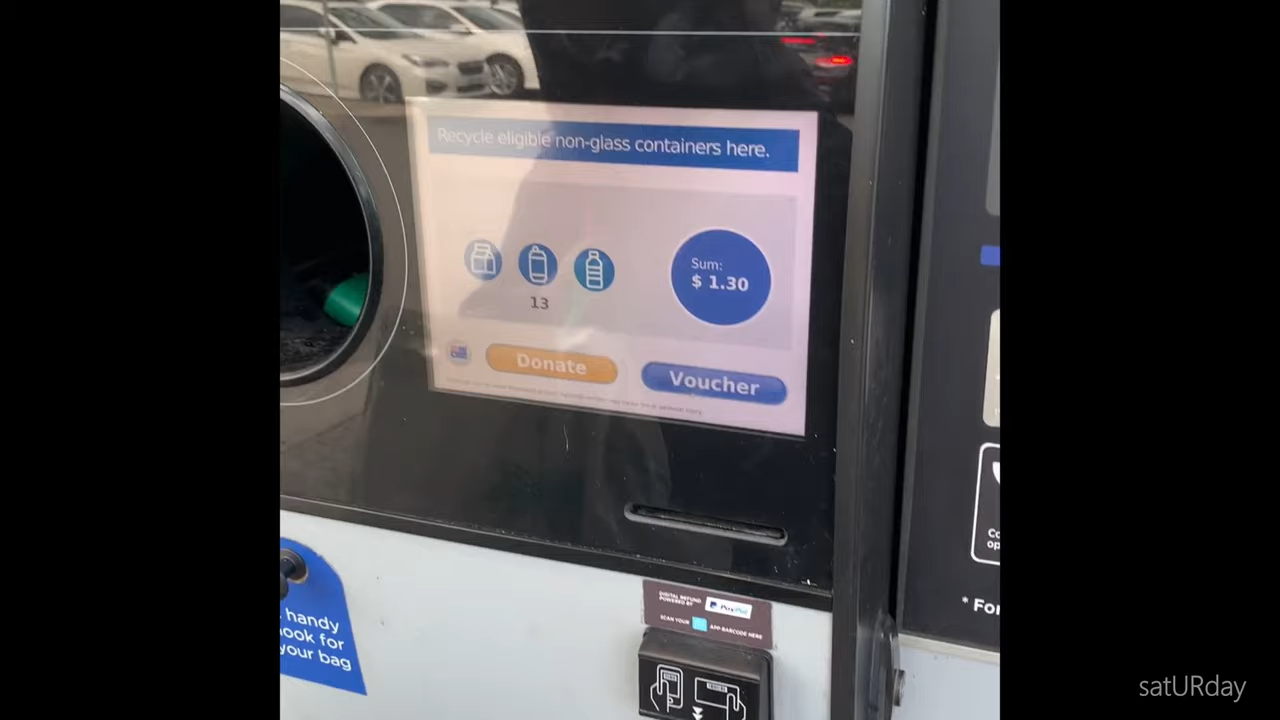 Recycle eligible non-glass containers here.
Sum:
$ 1.30
13
Donate
Voucher
handy
ook for
your bag
DIGITAL REFUND
POWERED BY
PayPal
SCAN YOUR
APP BARCODE HERE
Co
op
* For
satURday